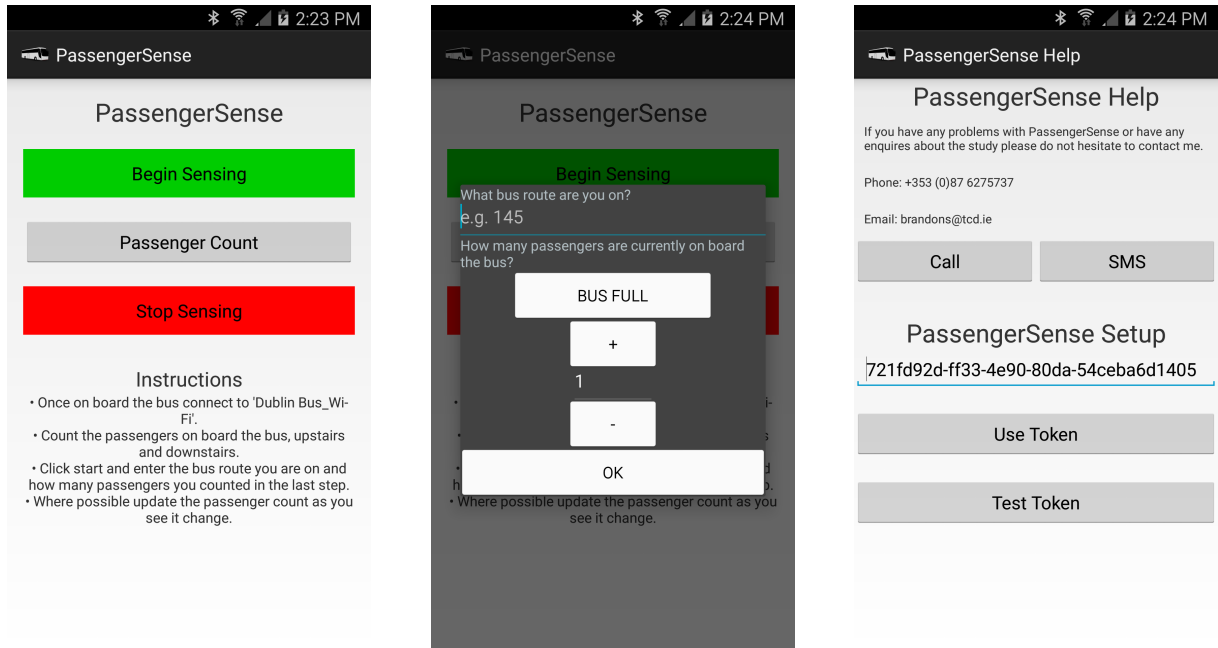 2:23 PM
PassengerSense
PassengerSense
Begin Sensing
Passenger Count
Stop Sensing
Instructions
• Once on board the bus connect to 'Dublin Bus_Wi-
Fi'.
• Count the passengers on board the bus, upstairs
and downstairs.
• Click start and enter the bus route you are on and
how many passengers you counted in the last step.
• Where possible update the passenger count as you
see it change.
2:24 PM
PassengerSense
PassengerSense
Begin Sensing
What bus route are you on?
e.g. 145
How many passengers are currently on board
the bus?
BUS FULL
+
1
-
OK
• Where possible update the passenger count as you
see it change.
2:24 PM
PassengerSense Help
PassengerSense Help
If you have any problems with PassengerSense or have any
enquires about the study please do not hesitate to contact me.
Phone: +353 (0)87 6275737
Email: brandons@tcd.ie
Call
SMS
PassengerSense Setup
721fd92d-ff33-4e90-80da-54ceba6d1405
Use Token
Test Token